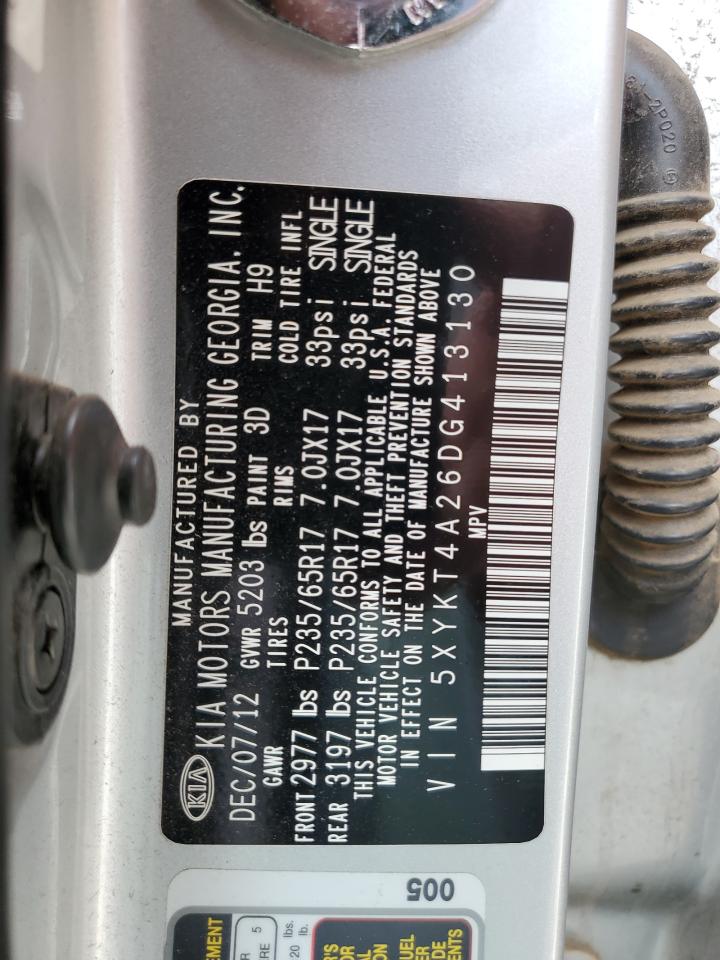 KIA
MANUFACTURED BY
KIA MOTORS MANUFACTURING GEORGIA, INC.
DEC/07/12 GVWR 5203 lbs PAINT 3D TRIM H9
GAWR TIRES RIMS COLD TIRE INFL
FRONT 2977 lbs P235/65R17 7.0JX17 33psi SINGLE
REAR 3197 lbs P235/65R17 7.0JX17 33psi SINGLE
THIS VEHICLE CONFORMS TO ALL APPLICABLE U.S.A. FEDERAL
MOTOR VEHICLE SAFETY AND THEFT PREVENTION STANDARDS
IN EFFECT ON THE DATE OF MANUFACTURE SHOWN ABOVE
VIN 5XYKT4A26DG413130
MPV
005
2P020